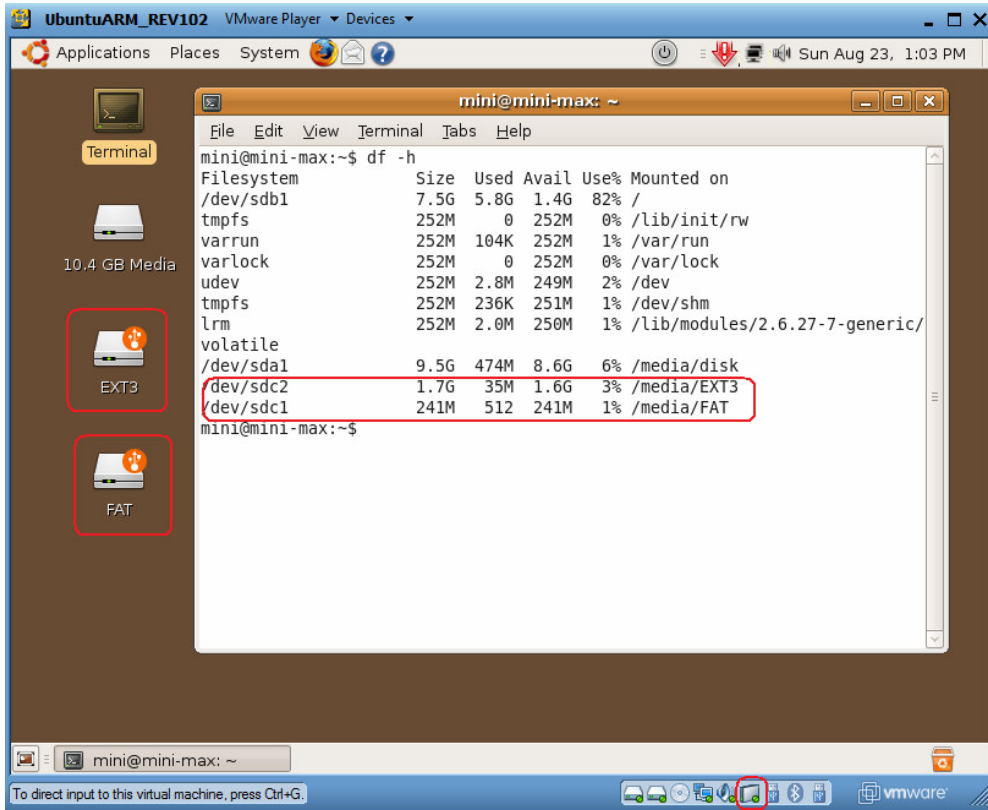 UbuntuARM_REV102 VMware Player Devices
Applications Places System Sun Aug 23, 1:03 PM
Terminal
10.4 GB Media
EXT3
FAT
mini@mini-max: ~
File Edit View Terminal Tabs Help
mini@mini-max:~$ df -h
Filesystem Size Used Avail Use% Mounted on
/dev/sdb1 7.5G 5.8G 1.4G 82% /
tmpfs 252M 0 252M 0% /lib/init/rw
varrun 252M 104K 252M 1% /var/run
varlock 252M 0 252M 0% /var/lock
udev 252M 2.8M 249M 2% /dev
tmpfs 252M 236K 251M 1% /dev/shm
lrm 252M 2.0M 250M 1% /lib/modules/2.6.27-7-generic/
volatile
/dev/sda1 9.5G 474M 8.6G 6% /media/disk
/dev/sdc2 1.7G 35M 1.6G 3% /media/EXT3
/dev/sdc1 241M 512 241M 1% /media/FAT
mini@mini-max:~$
mini@mini-max: ~
To direct input to this virtual machine, press Ctrl+G. vmware